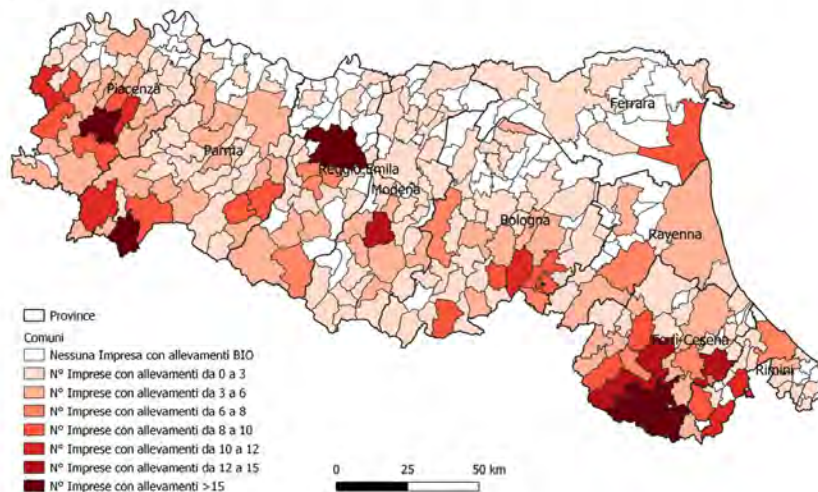 Ferrara
Piacenza
Parma
Reggio Emila
Modena
Bologna
Ravenna
Forlì-Cesena
Rimini
Province
Comuni
Nessuna Impresa con allevamenti BIO
N° Imprese con allevamenti da 0 a 3
N° Imprese con allevamenti da 3 a 6
N° Imprese con allevamenti da 6 a 8
N° Imprese con allevamenti da 8 a 10
N° Imprese con allevamenti da 10 a 12
N° Imprese con allevamenti da 12 a 15
N° Imprese con allevamenti >15
0 25 50 km